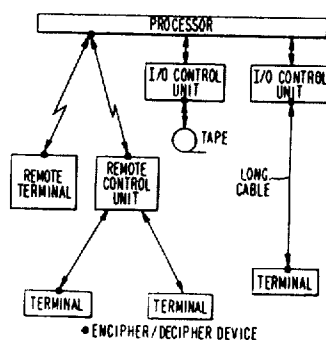 PROCESSOR
I/O CONTROL
UNIT
I/O CONTROL
UNIT
TAPE
REMOTE
TERMINAL
REMOTE
CONTROL
UNIT
LONG
CABLE
TERMINAL
TERMINAL
TERMINAL
ENCIPHER/DECIPHER DEVICE